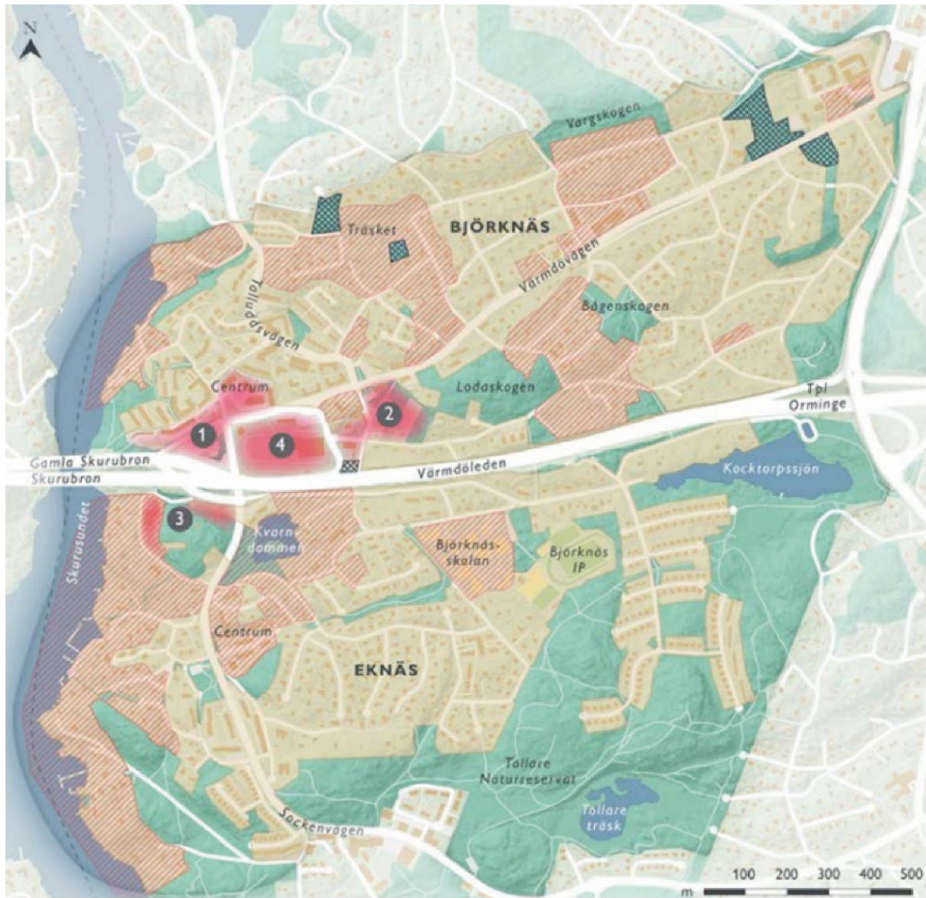 N
Vargskogen
Träsket
BJÖRKNÄS
Värmdövägen
Talluddsvägen
Bågenskogen
Centrum
Lodaskogen
Tpl
Orminge
1
2
4
Gamla Skurubron
Skurubron
Värmdöleden
Kocktorpssjön
3
Skurusundet
Kvarn-
dammen
Björknäs-
skolan
Björknäs
IP
Centrum
EKNÄS
Tollare
Naturreservat
Tollare
träsk
Sockenvägen
m 100 200 300 400 500